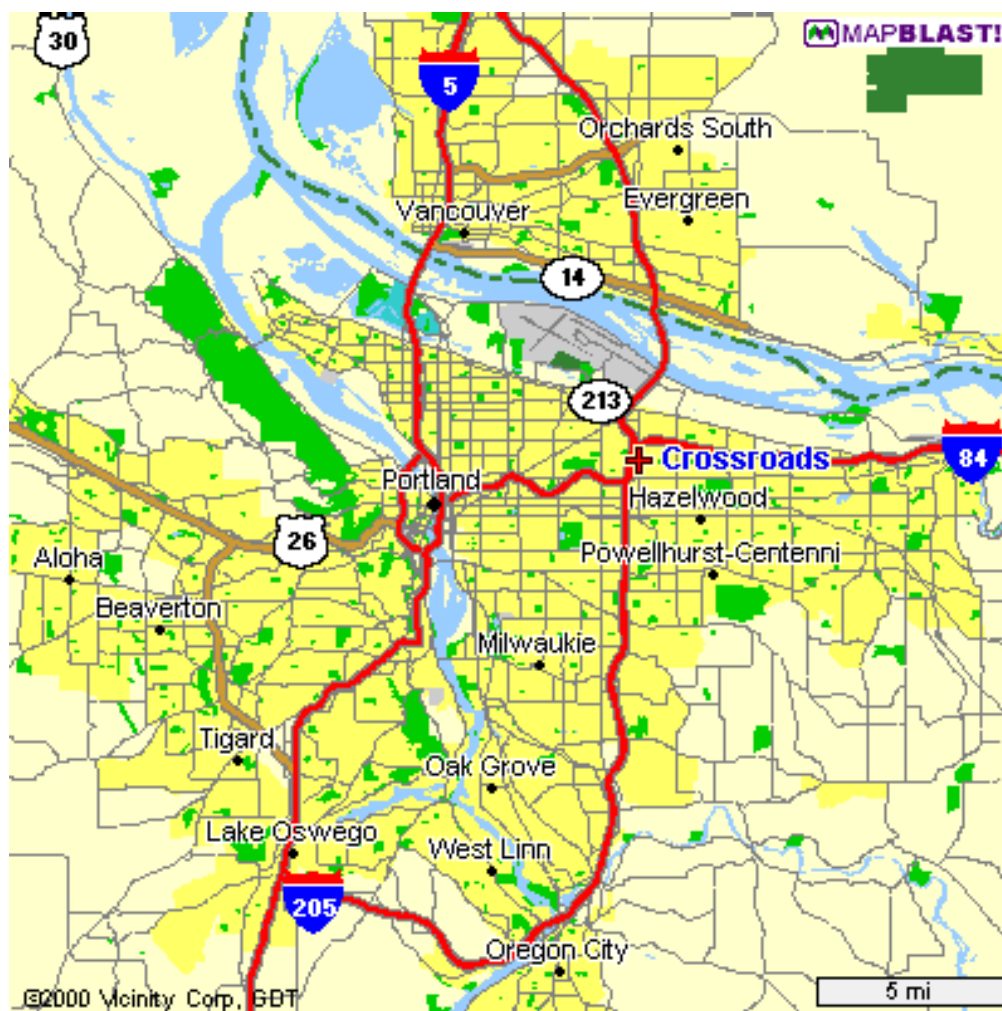 30
MAPBLAST!
5
Orchards South
Evergreen
Vancouver
14
213
Crossroads
84
Portland
Hazelwood
26
Powellhurst-Centenni
Aloha
Beaverton
Milwaukie
Tigard
Oak Grove
Lake Oswego
West Linn
205
Oregon City
©2000 Vicinity Corp, GDT
5 mi